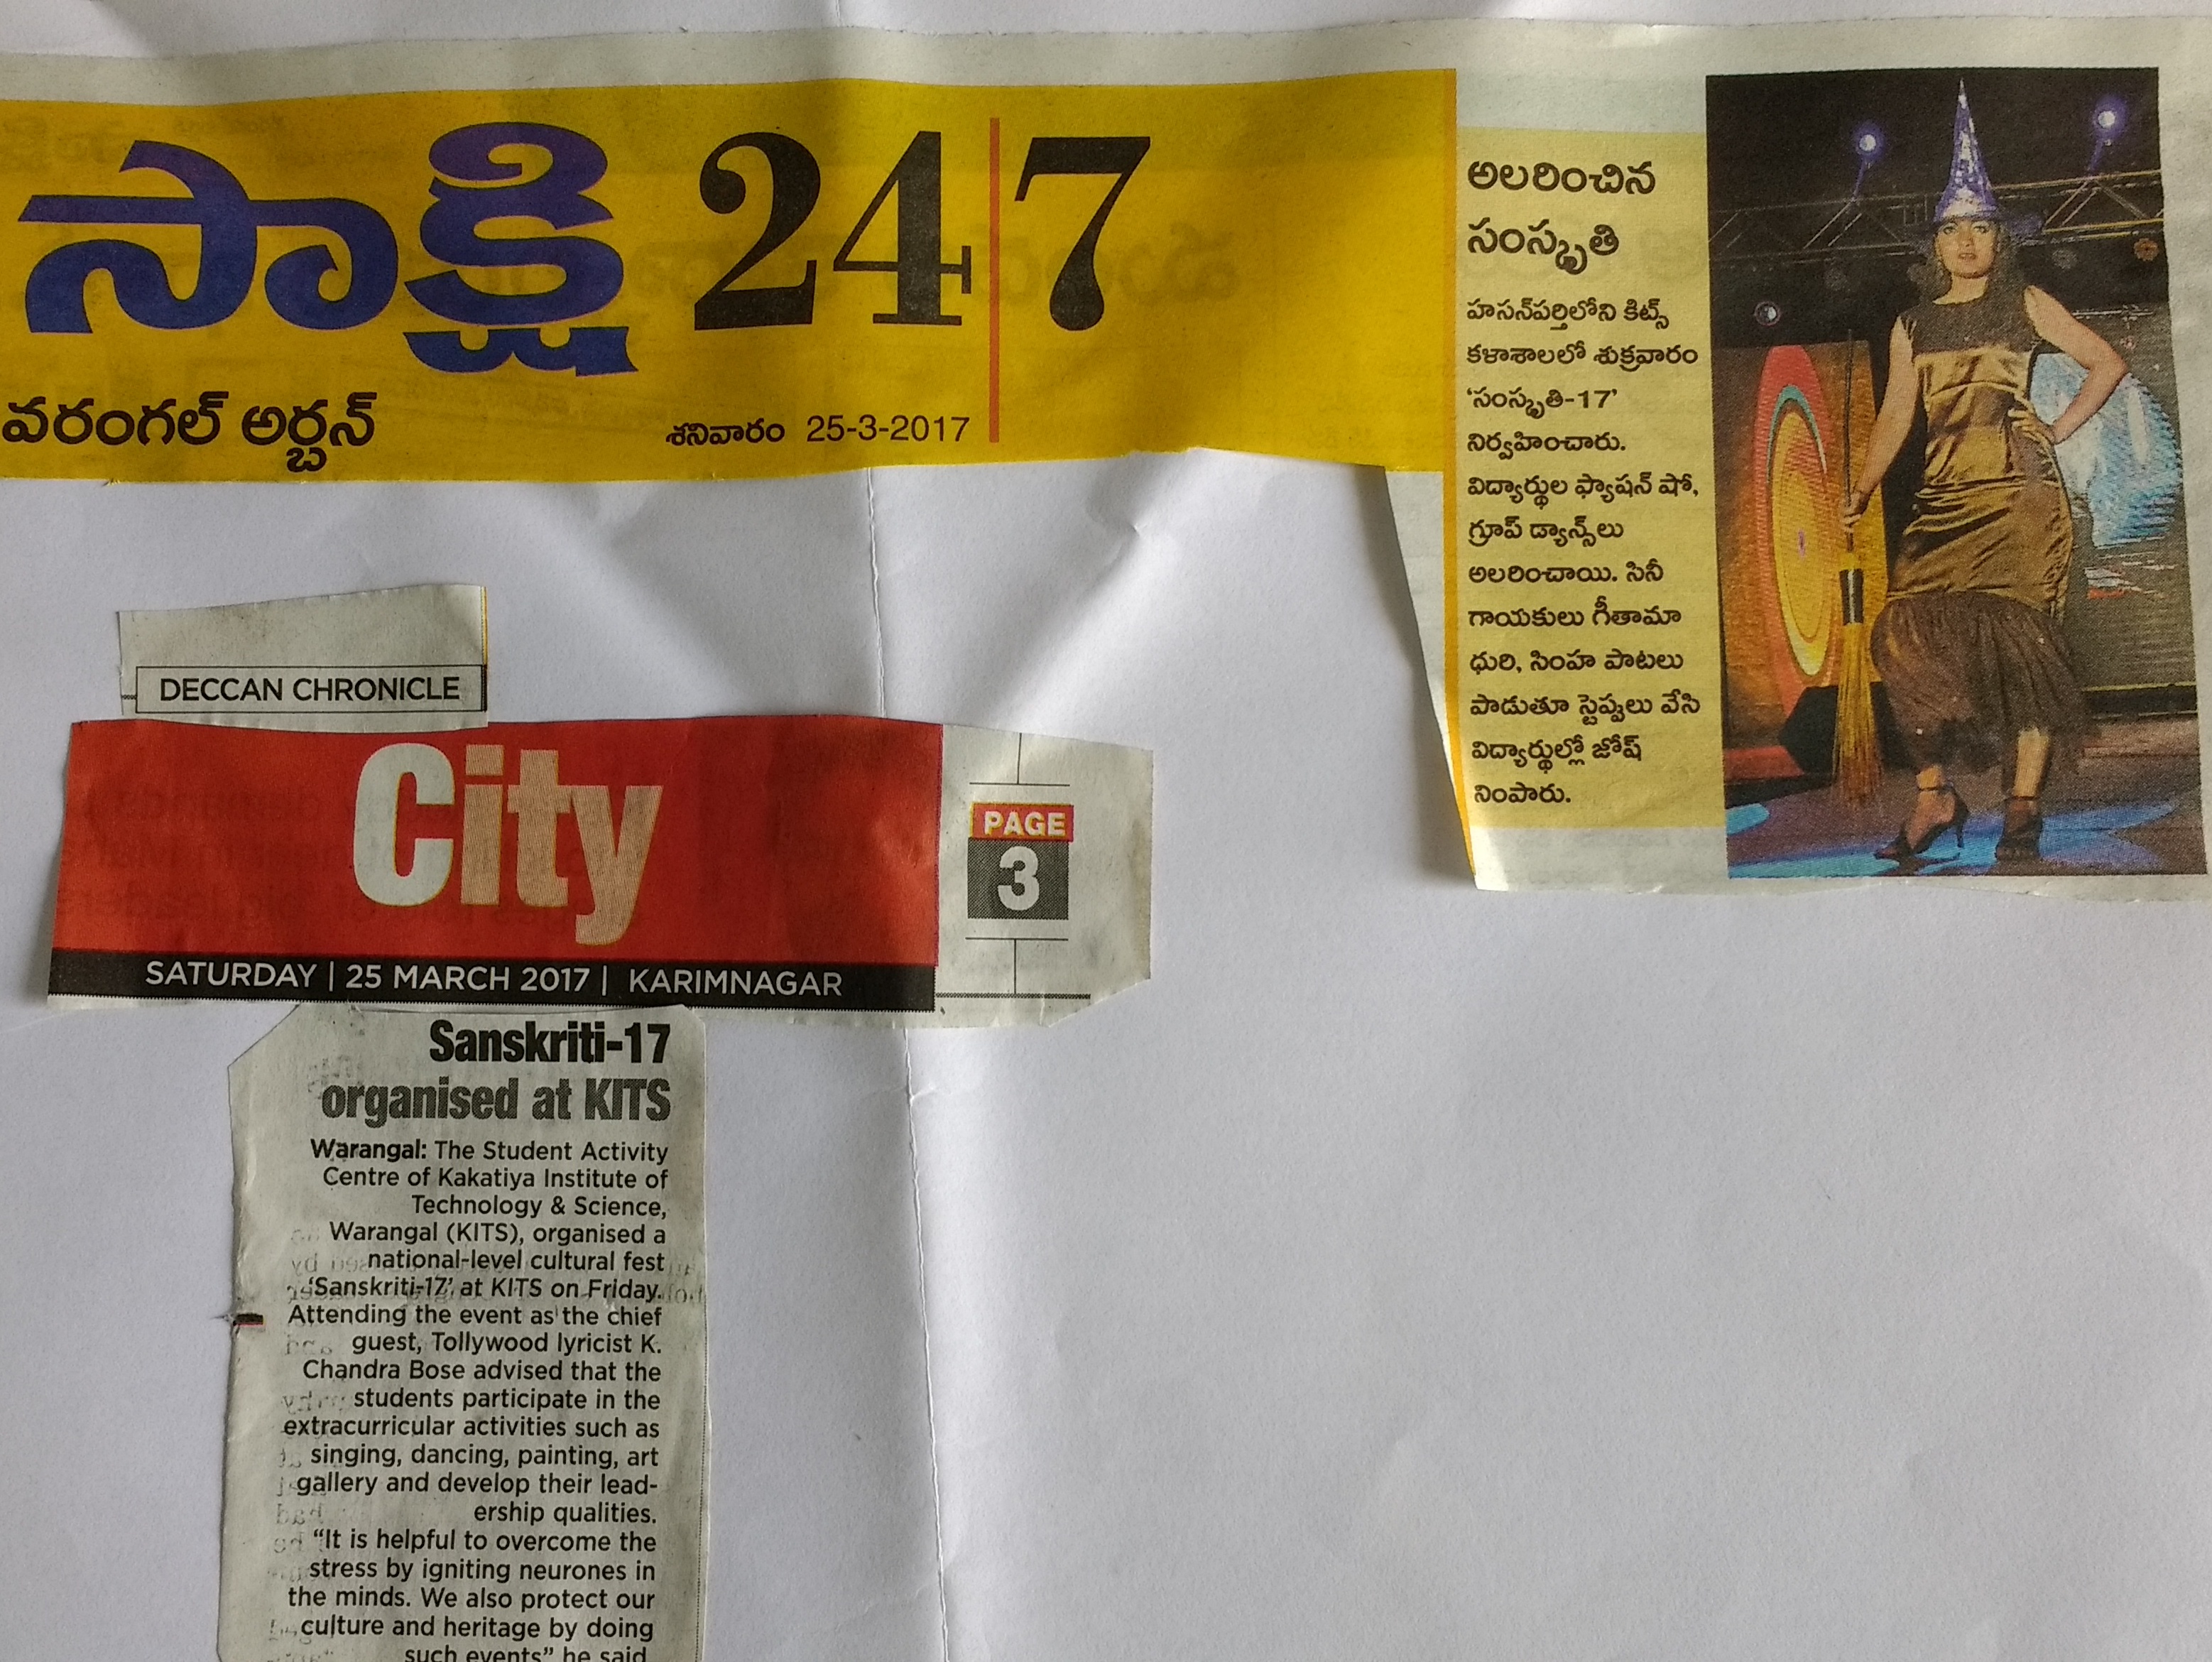 సాక్షి 24|7
వరంగల్ అర్బన్
శనివారం 25-3-2017
అలరించిన
సంస్కృతి
హసన్‌పర్తిలోని కిట్స్
కళాశాలలో శుక్రవారం
‘సంస్కృతి-17’
నిర్వహించారు.
విద్యార్థుల ఫ్యాషన్ షో,
గ్రూప్ డ్యాన్స్‌లు
అలరించాయి. సినీ
గాయకులు గీతామా
ధురి, సింహ పాటలు
పాడుతూ స్టెప్పులు వేసి
విద్యార్థుల్లో జోష్
నింపారు.
DECCAN CHRONICLE
City
PAGE
3
SATURDAY | 25 MARCH 2017 | KARIMNAGAR
Sanskriti-17
organised at KITS
Warangal: The Student Activity
Centre of Kakatiya Institute of
Technology & Science,
Warangal (KITS), organised a
national-level cultural fest
‘Sanskriti-17’ at KITS on Friday.
Attending the event as the chief
guest, Tollywood lyricist K.
Chandra Bose advised that the
students participate in the
extracurricular activities such as
singing, dancing, painting, art
gallery and develop their lead-
ership qualities.
“It is helpful to overcome the
stress by igniting neurones in
the minds. We also protect our
culture and heritage by doing
such events” he said.